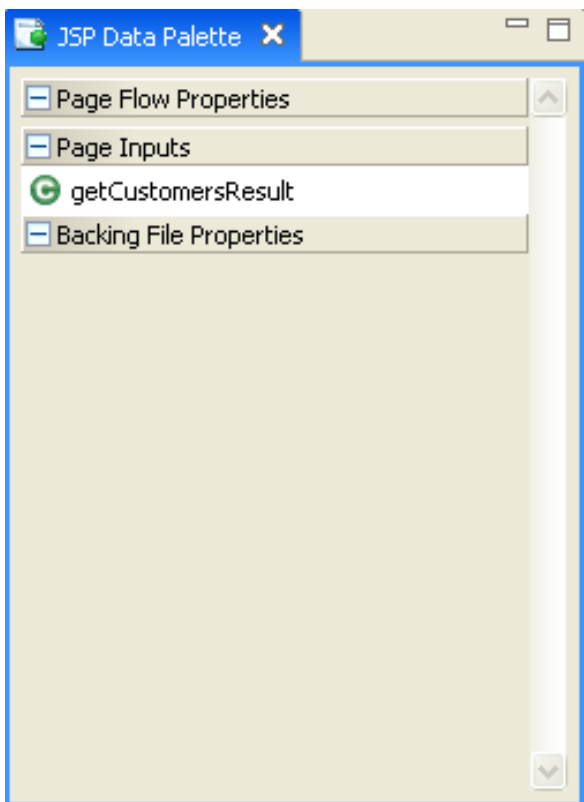 JSP Data Palette
Page Flow Properties
Page Inputs
getCustomersResult
Backing File Properties